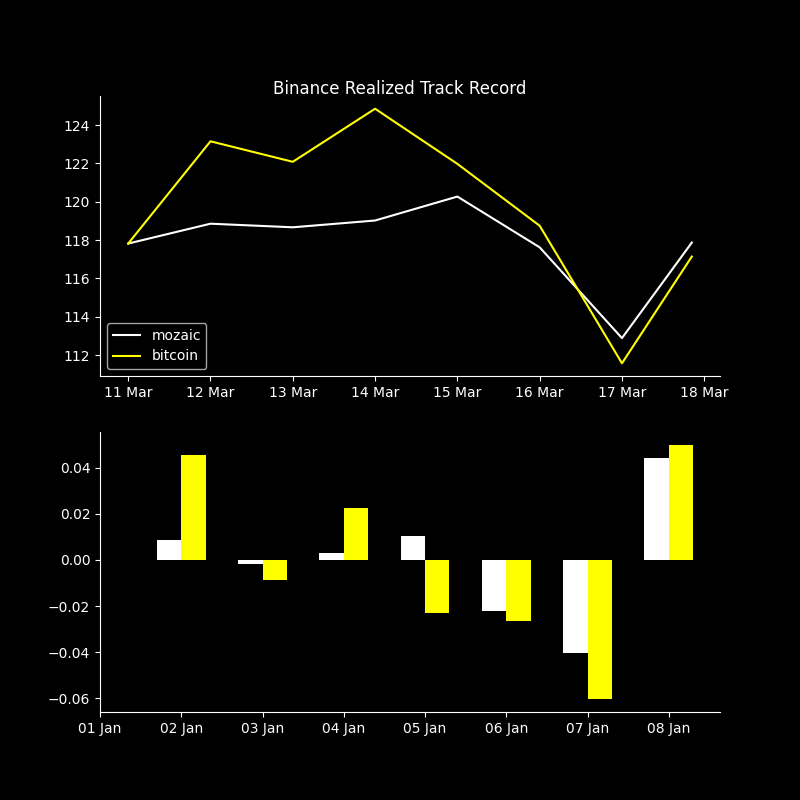 Binance Realized Track Record
124
122
120
118
116
114
112
mozaic
bitcoin
11 Mar 12 Mar 13 Mar 14 Mar 15 Mar 16 Mar 17 Mar 18 Mar
0.04
0.02
0.00
−0.02
−0.04
−0.06
01 Jan 02 Jan 03 Jan 04 Jan 05 Jan 06 Jan 07 Jan 08 Jan